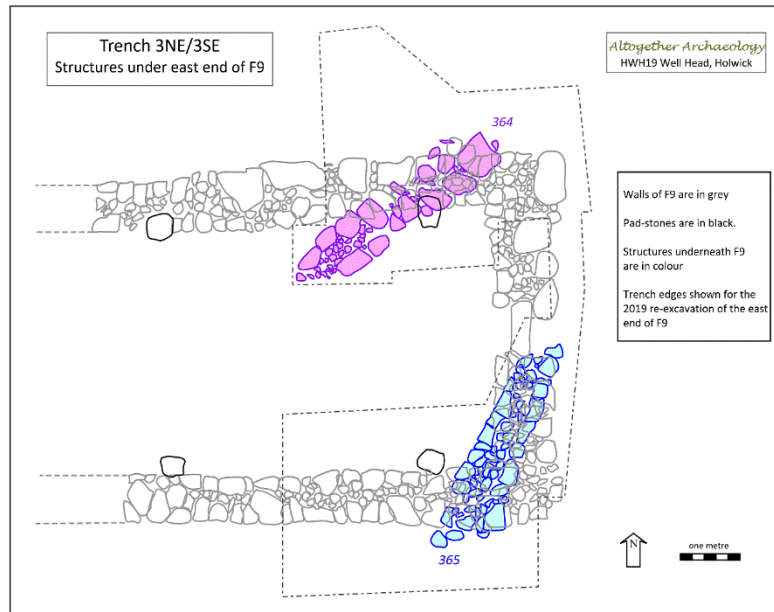 Trench 3NE/3SE
Structures under east end of F9
Altogether Archaeology
HWH19 Well Head, Holwick
364
Walls of F9 are in grey
Pad-stones are in black.
Structures underneath F9
are in colour
Trench edges shown for the
2019 re-excavation of the east
end of F9
365
N
one metre